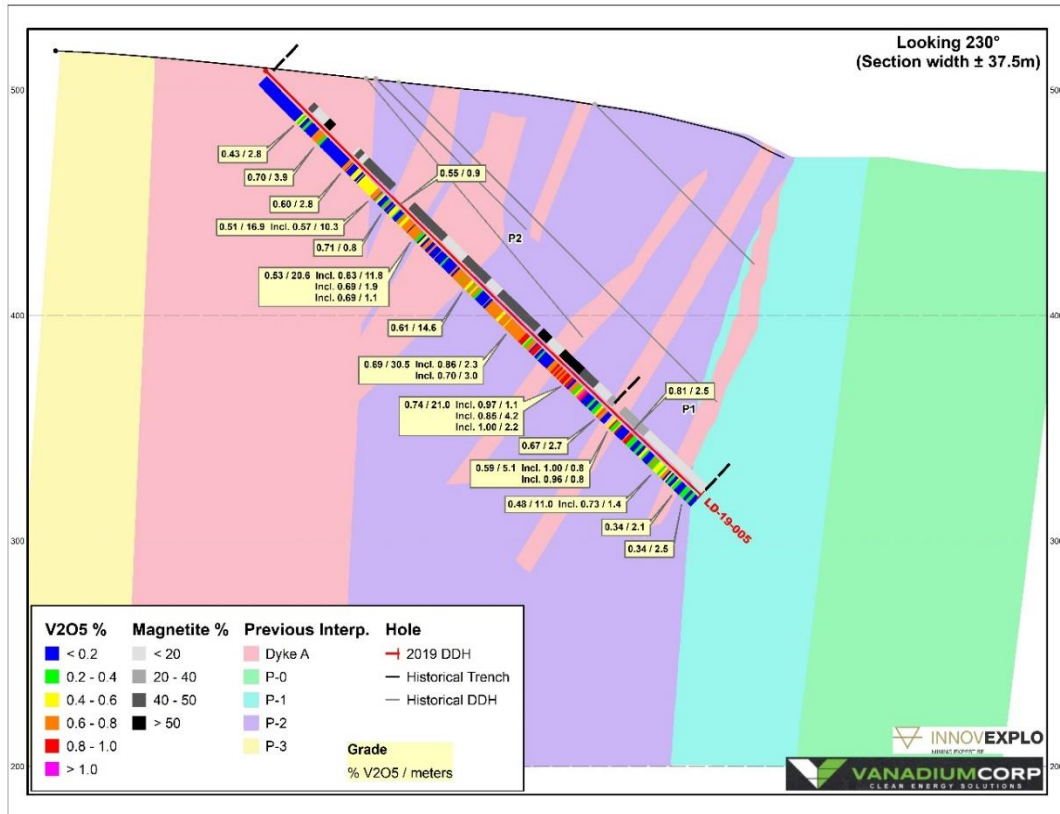 Looking 230°
(Section width ± 37.5m)
500
50
0.43 / 2.8
0.70 / 3.9
0.55 / 0.9
0.60 / 2.8
0.51 / 16.9 Incl. 0.57 / 10.3
0.71 / 0.8
P2
0.53 / 20.6 Incl. 0.63 / 11.8
Incl. 0.69 / 1.9
Incl. 0.69 / 1.1
400
40
0.61 / 14.6
0.69 / 30.5 Incl. 0.86 / 2.3
Incl. 0.70 / 3.0
0.81 / 2.5
P1
0.74 / 21.0 Incl. 0.97 / 1.1
Incl. 0.85 / 4.2
Incl. 1.00 / 2.2
0.67 / 2.7
0.59 / 5.1 Incl. 1.00 / 0.8
Incl. 0.96 / 0.8
0.48 / 11.0 Incl. 0.73 / 1.4
LD-19-005
0.34 / 2.1
0.34 / 2.5
300
30
V2O5 %
< 0.2
0.2 - 0.4
0.4 - 0.6
0.6 - 0.8
0.8 - 1.0
> 1.0
Magnetite %
< 20
20 - 40
40 - 50
> 50
Previous Interp.
Dyke A
P-0
P-1
P-2
P-3
Hole
2019 DDH
Historical Trench
Historical DDH
Grade
% V2O5 / meters
INNOVEXPLO
VANADIUMCORP
CLEAN ENERGY SOLUTIONS
200
20